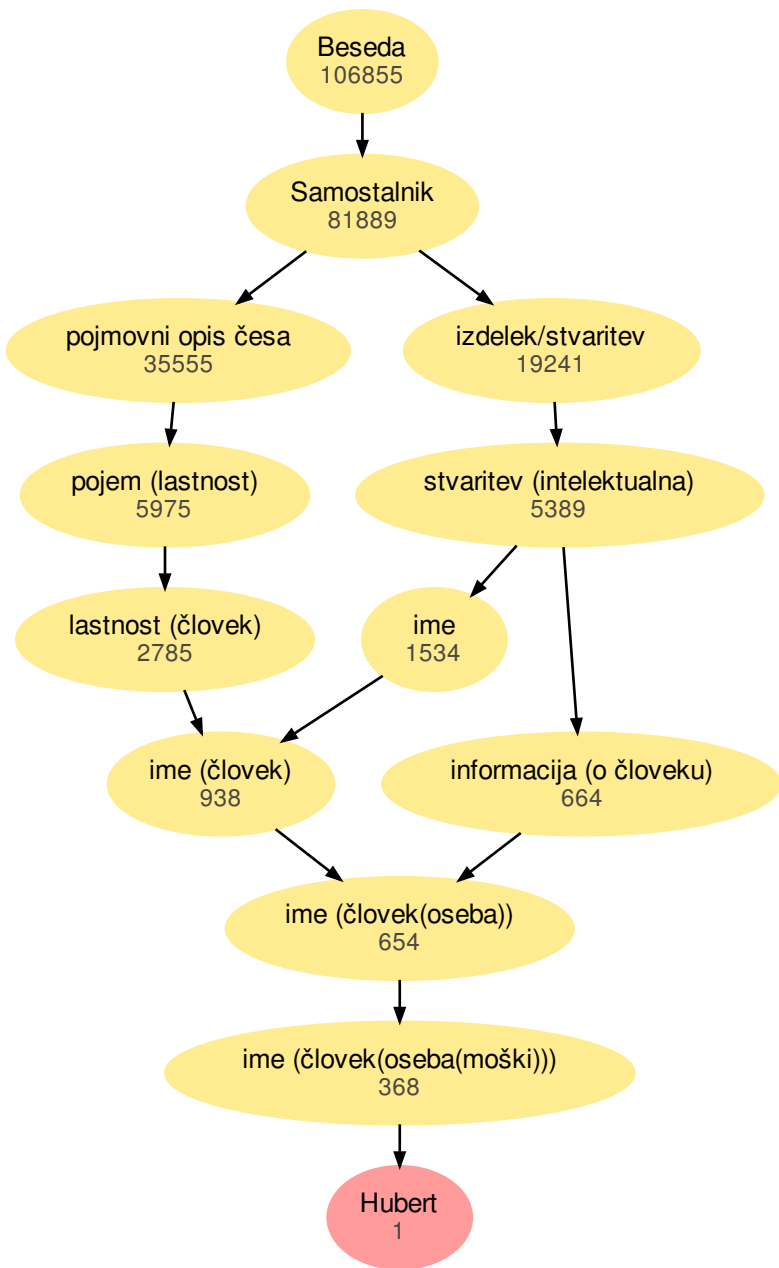 Beseda
106855
Samostalnik
81889
pojmovni opis česa
35555
izdelek/stvaritev
19241
pojem (lastnost)
5975
stvaritev (intelektualna)
5389
lastnost (človek)
2785
ime
1534
ime (človek)
938
informacija (o človeku)
664
ime (človek(oseba))
654
ime (človek(oseba(moški)))
368
Hubert
1